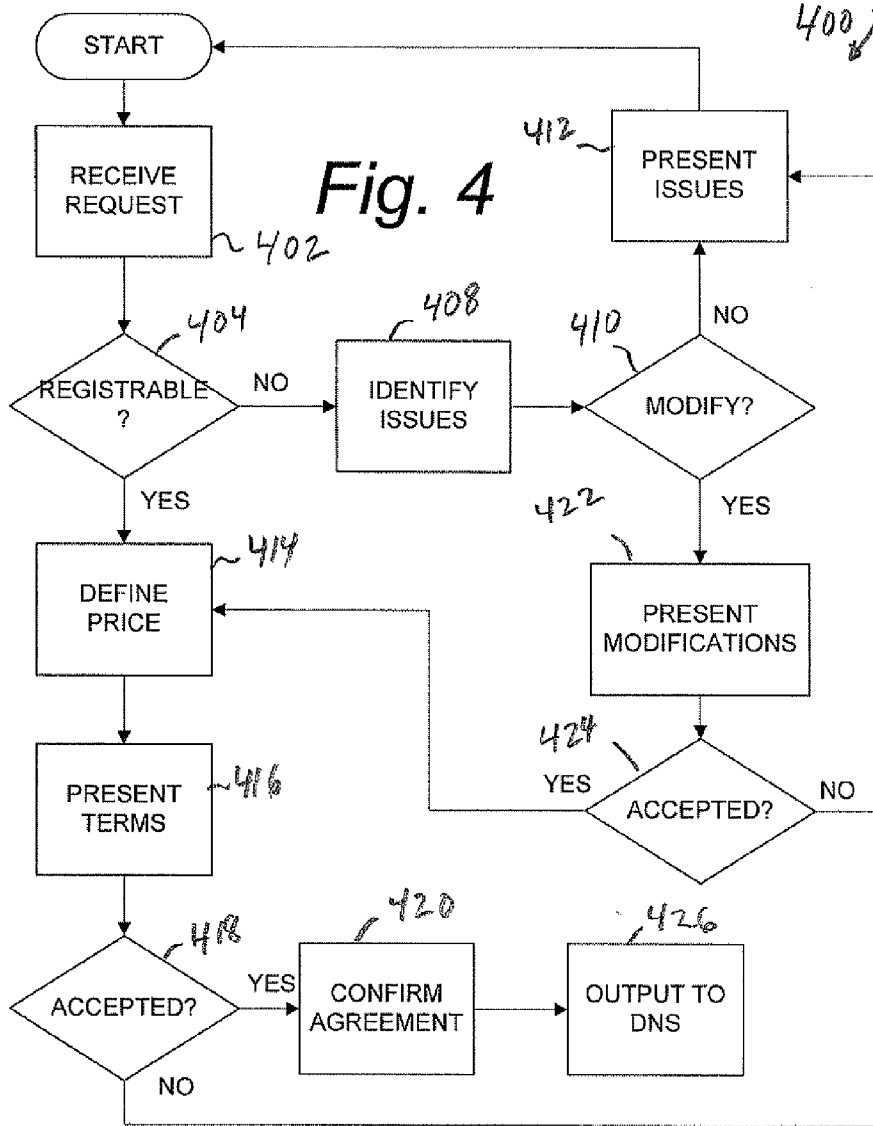 START
400
RECEIVE
REQUEST
402
Fig. 4
412
PRESENT
ISSUES
404
REGISTRABLE
?
NO
408
IDENTIFY
ISSUES
410
MODIFY?
NO
YES
YES
414
DEFINE
PRICE
422
PRESENT
MODIFICATIONS
416
PRESENT
TERMS
424
YES
ACCEPTED?
NO
418
ACCEPTED?
YES
NO
420
CONFIRM
AGREEMENT
426
OUTPUT TO
DNS